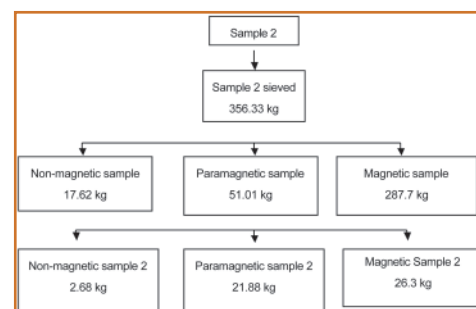 Sample 2
Sample 2 sieved
356.33 kg
Non-magnetic sample
17.62 kg
Paramagnetic sample
51.01 kg
Magnetic sample
287.7 kg
Non-magnetic sample 2
2.68 kg
Paramagnetic sample 2
21.88 kg
Magnetic Sample 2
26.3 kg